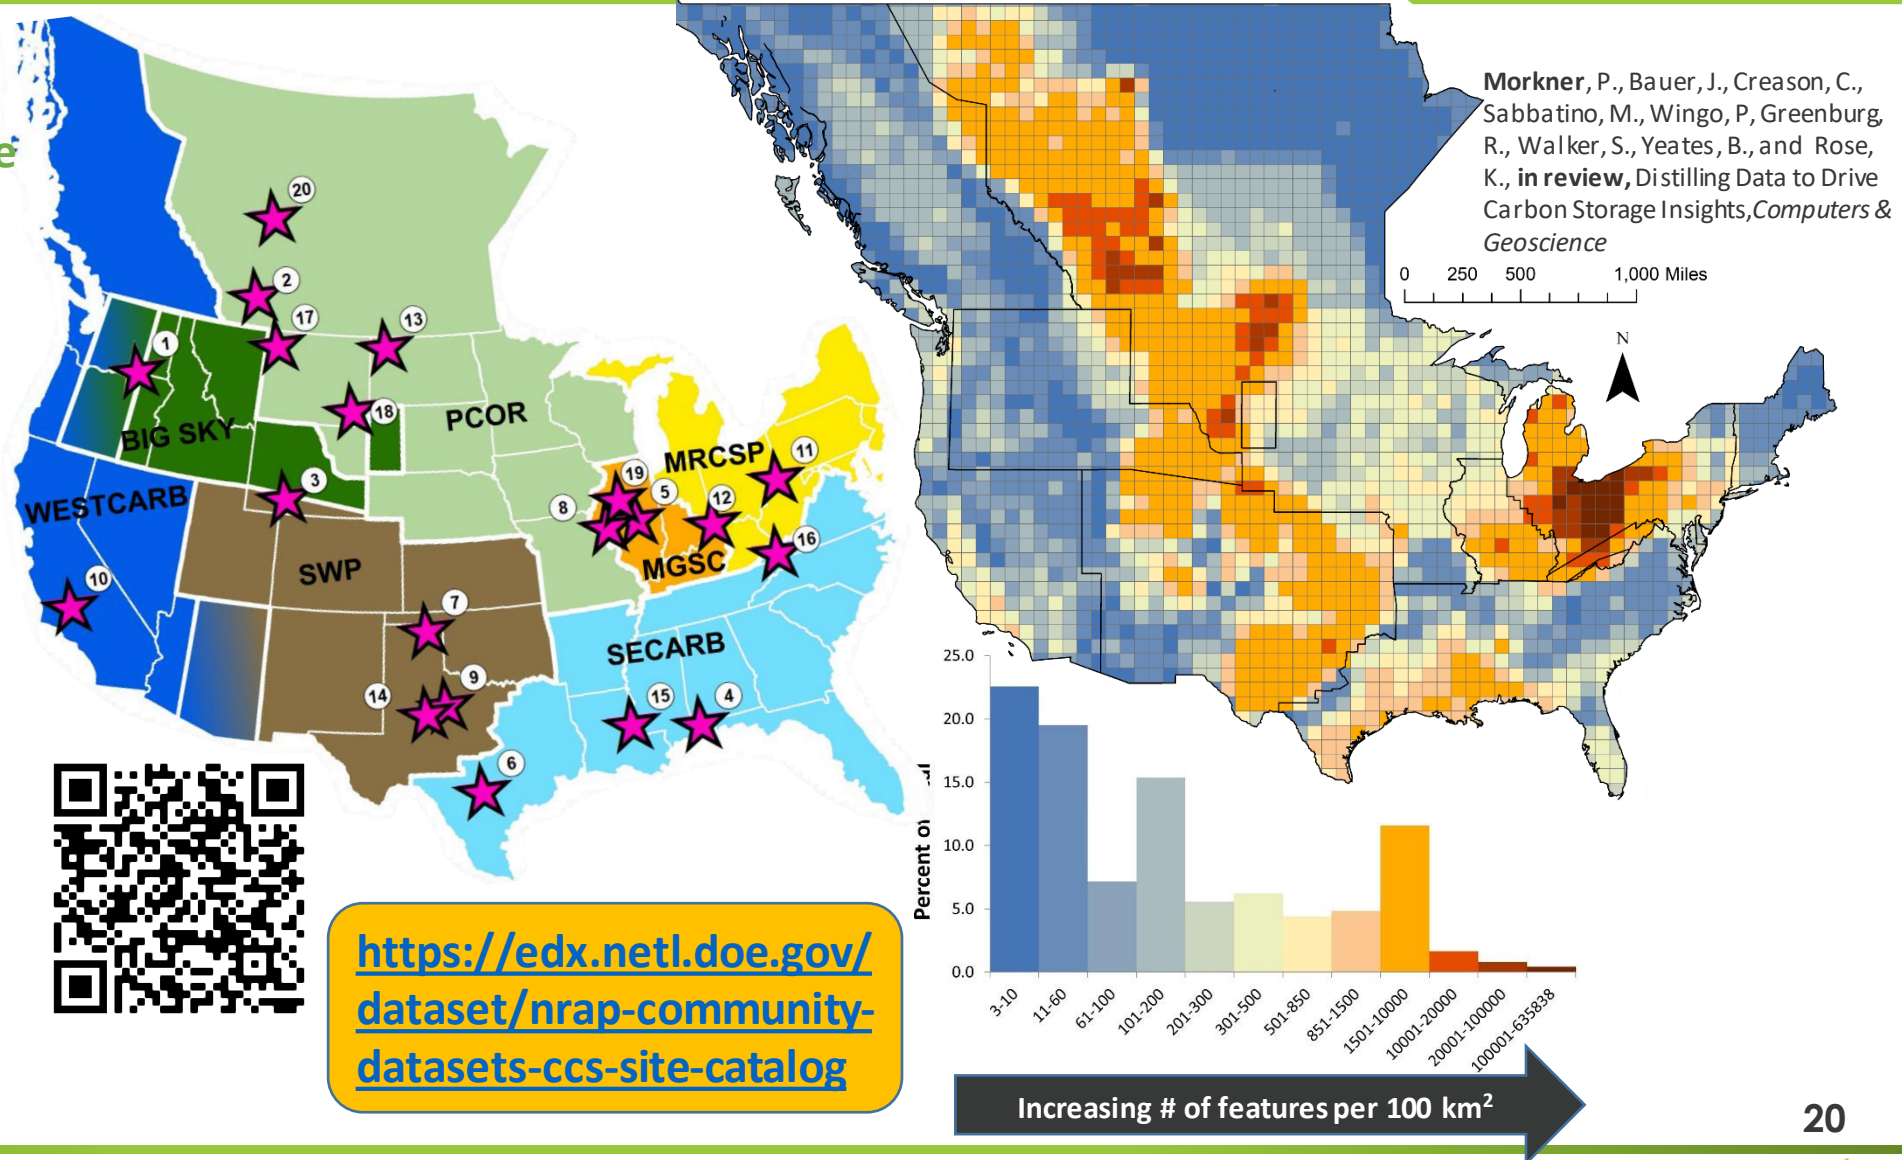 e
20
2
17
13
1
18
BIG SKY
PCOR
3
WESTCARB
MRCSP
11
19
5
12
8
16
MGSC
SWP
10
7
SECARB
9
14
15
4
6
https://edx.netl.doe.gov/
dataset/nrap-community-
datasets-ccs-site-catalog
Morkner, P., Bauer, J., Creason, C.,
Sabbatino, M., Wingo, P, Greenburg,
R., Walker, S., Yeates, B., and Rose,
K., in review, Distilling Data to Drive
Carbon Storage Insights, Computers &
Geoscience
0 250 500 1,000 Miles
N
25.0
20.0
15.0
10.0
5.0
0.0
Percent
3-10
11-60
61-100
101-200
201-300
301-500
501-850
851-1500
1501-10000
10001-20000
20001-100000
100001-635838
Increasing # of features per 100 km²
20